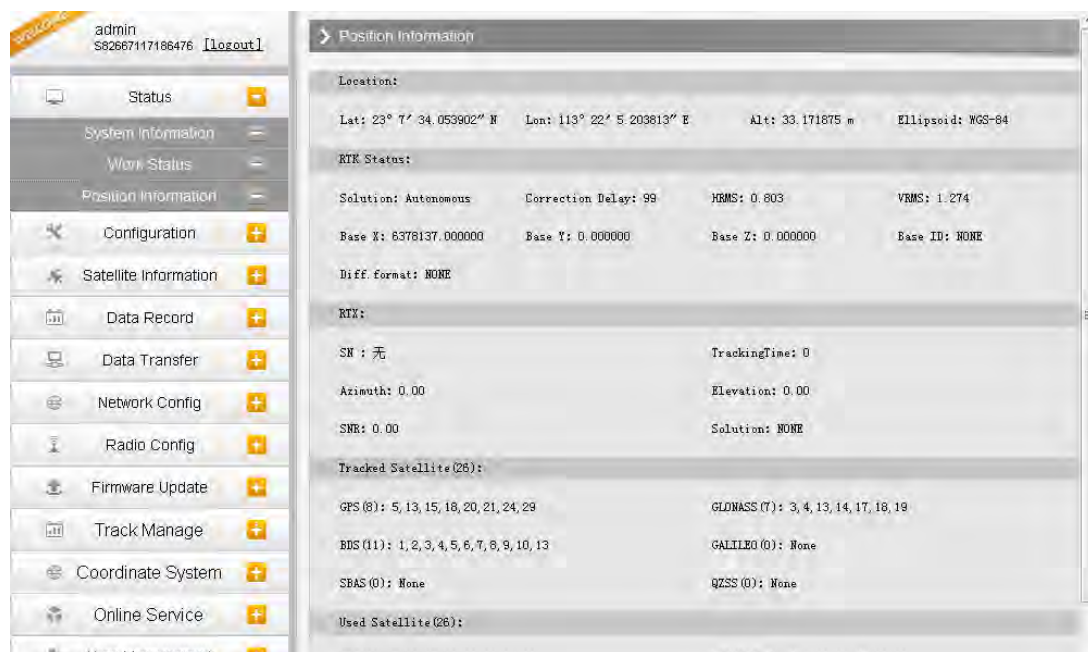 WELCOME
admin
S82667117186476 [logout]
Status
System Information
Work Status
Position Information
Configuration
Satellite Information
Data Record
Data Transfer
Network Config
Radio Config
Firmware Update
Track Manage
Coordinate System
Online Service
Position Information
Location:
Lat: 23° 7′ 34.053902″ N Lon: 113° 22′ 5.203813″ E Alt: 33.171875 m Ellipsoid: WGS-84
RTK Status:
Solution: Autonomous Correction Delay: 99 HRMS: 0.803 VRMS: 1.274
Base X: 6378137.000000 Base Y: 0.000000 Base Z: 0.000000 Base ID: NONE
Diff.format: NONE
RTX:
SN : 无 TrackingTime: 0
Azimuth: 0.00 Elevation: 0.00
SNR: 0.00 Solution: NONE
Tracked Satellite(26):
GPS(8): 5, 13, 15, 18, 20, 21, 24, 29 GLONASS(7): 3, 4, 13, 14, 17, 18, 19
BDS(11): 1, 2, 3, 4, 5, 6, 7, 8, 9, 10, 13 GALILEO(0): None
SBAS(0): None QZSS(0): None
Used Satellite(26):